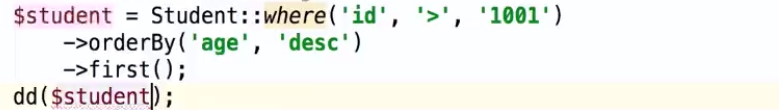 $student = Student::where('id', '>', '1001')
->orderBy('age', 'desc')
->first();
dd($student);